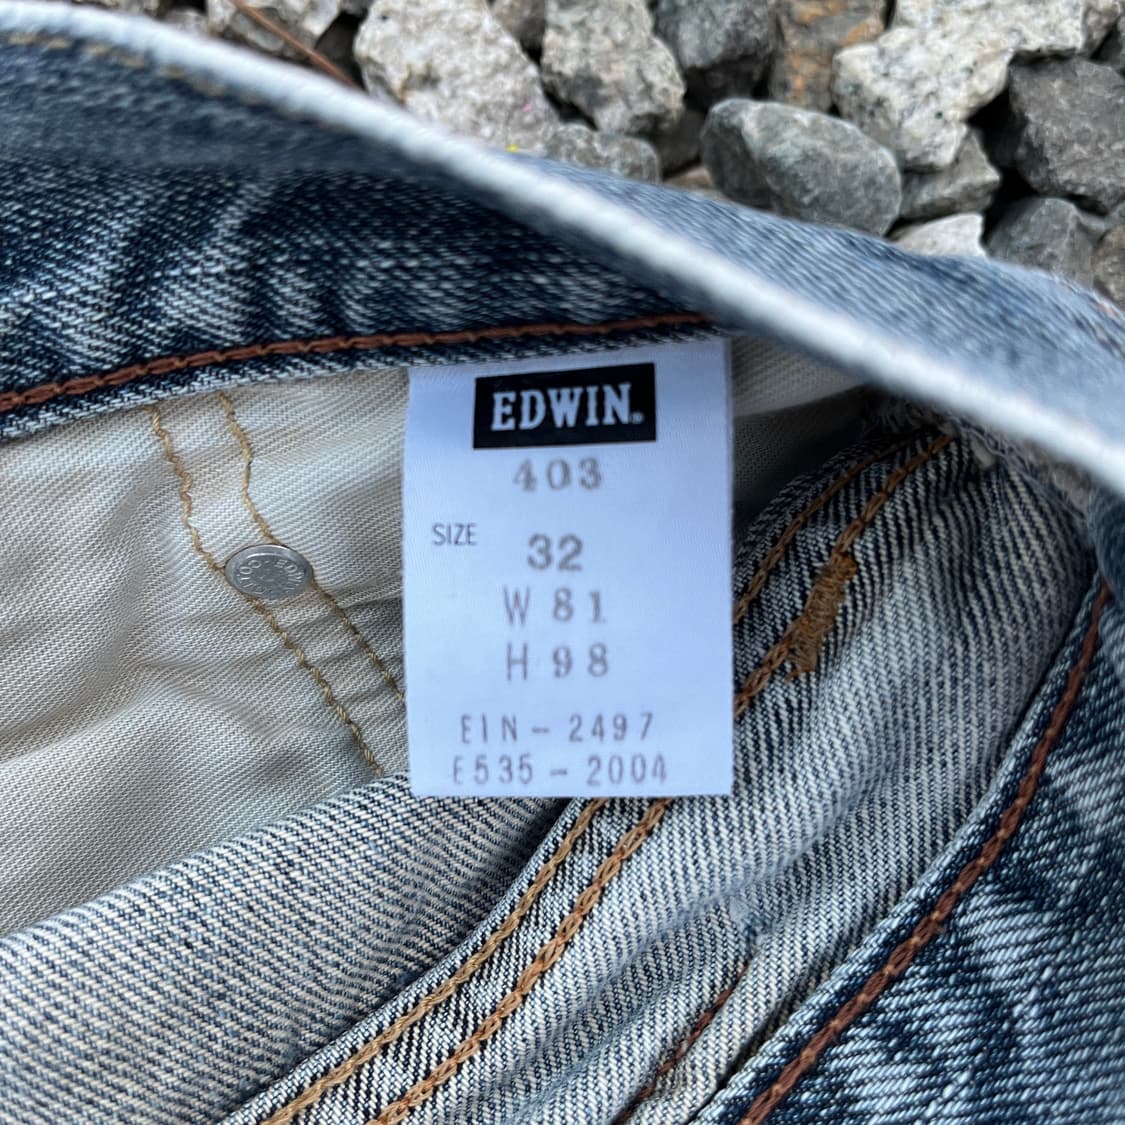 EDWIN®
403
SIZE 32
W 81
H 98
EIN-2497
E535-2004